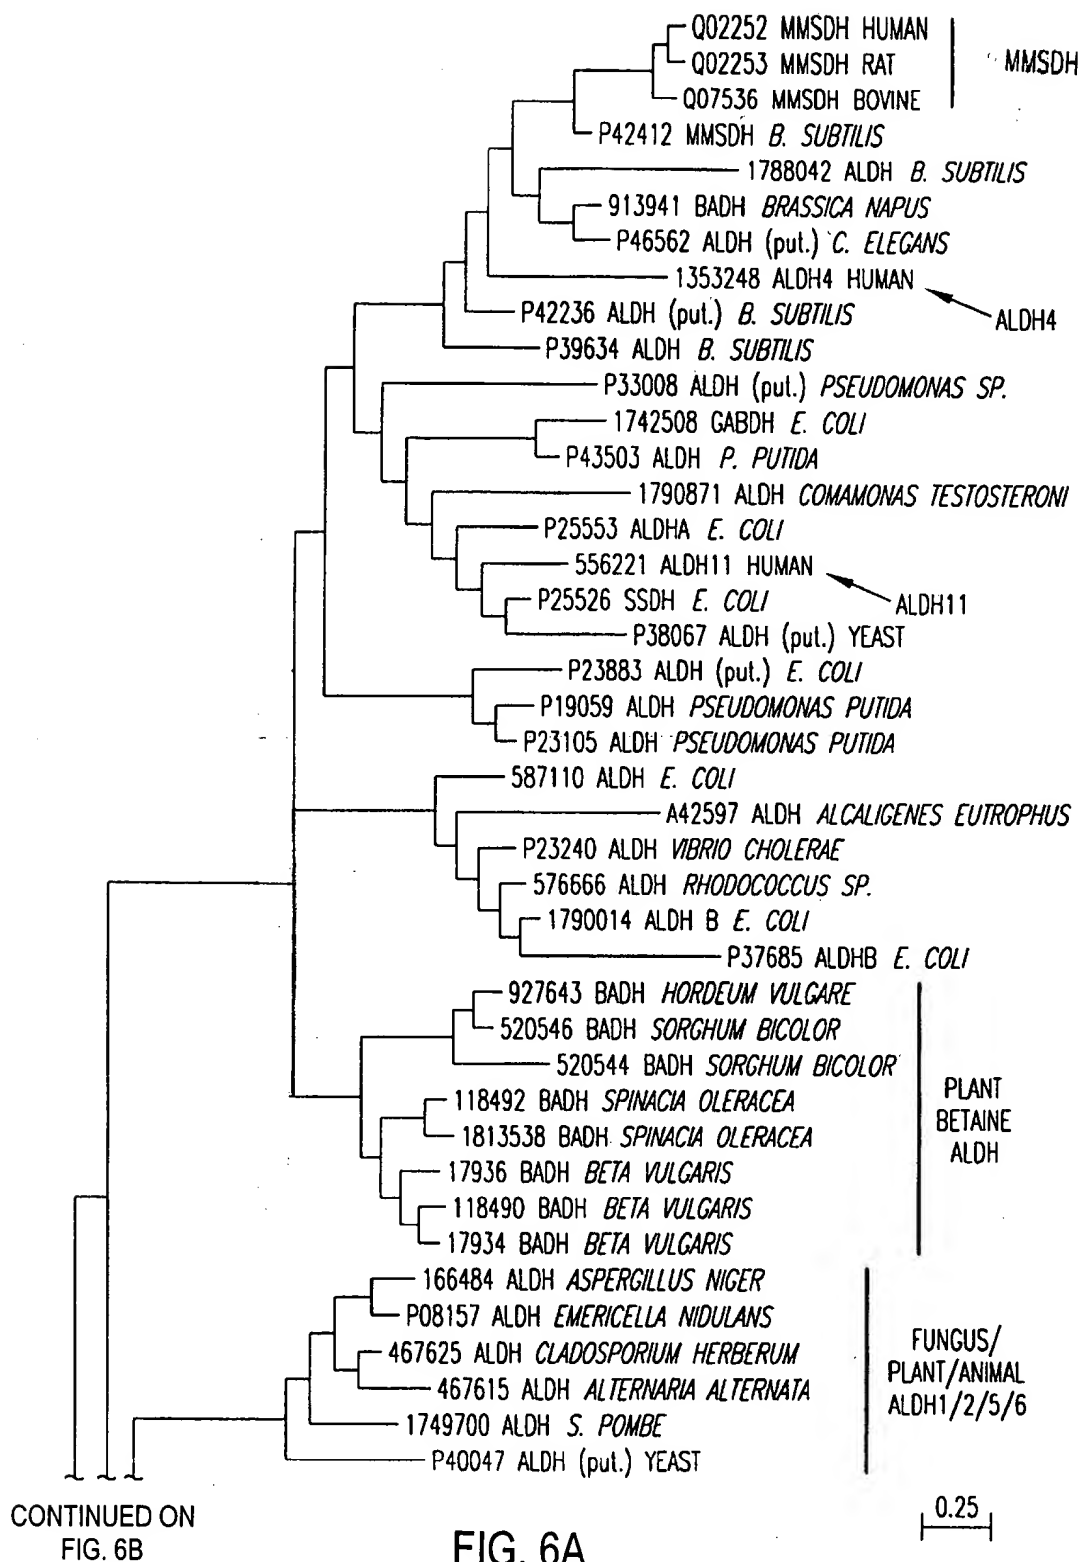 Q02252 MMSDH HUMAN
Q02253 MMSDH RAT
MMSDH
Q07536 MMSDH BOVINE
P42412 MMSDH B. SUBTILIS
1788042 ALDH B. SUBTILIS
913941 BADH BRASSICA NAPUS
P46562 ALDH (put.) C. ELEGANS
1353248 ALDH4 HUMAN
P42236 ALDH (put.) B. SUBTILIS
ALDH4
P39634 ALDH B. SUBTILIS
P33008 ALDH (put.) PSEUDOMONAS SP.
1742508 GABDH E. COLI
P43503 ALDH P. PUTIDA
1790871 ALDH COMAMONAS TESTOSTERONI
P25553 ALDHA E. COLI
556221 ALDH11 HUMAN
P25526 SSDH E. COLI
ALDH11
P38067 ALDH (put.) YEAST
P23883 ALDH (put.) E. COLI
P19059 ALDH PSEUDOMONAS PUTIDA
P23105 ALDH PSEUDOMONAS PUTIDA
587110 ALDH E. COLI
A42597 ALDH ALCALIGENES EUTROPHUS
P23240 ALDH VIBRIO CHOLERAE
576666 ALDH RHODOCOCCUS SP.
1790014 ALDH B E. COLI
P37685 ALDHB E. COLI
927643 BADH HORDEUM VULGARE
520546 BADH SORGHUM BICOLOR
520544 BADH SORGHUM BICOLOR
118492 BADH SPINACIA OLERACEA
1813538 BADH SPINACIA OLERACEA
17936 BADH BETA VULGARIS
118490 BADH BETA VULGARIS
17934 BADH BETA VULGARIS
PLANT
BETAINE
ALDH
166484 ALDH ASPERGILLUS NIGER
P08157 ALDH EMERICELLA NIDULANS
467625 ALDH CLADOSPORIUM HERBERUM
467615 ALDH ALTERNARIA ALTERNATA
1749700 ALDH S. POMBE
P40047 ALDH (put.) YEAST
FUNGUS/
PLANT/ANIMAL
ALDH1/2/5/6
0.25
CONTINUED ON
FIG. 6B
FIG. 6A